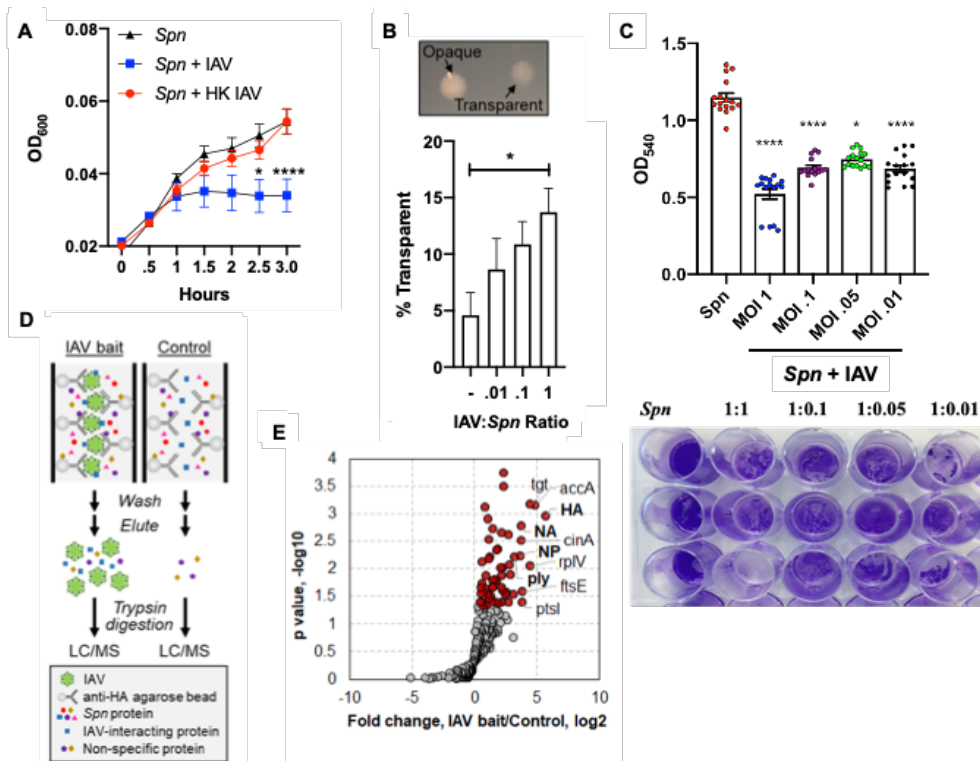 A
Spn
Spn + IAV
Spn + HK IAV
0.08
0.06
0.04
0.02
OD600
* ****
0 .5 1 1.5 2 2.5 3.0
Hours
B
Opaque
Transparent
20
15
10
5
0
% Transparent
*
- .01 .1 1
IAV:Spn Ratio
C
1.5
1.0
0.5
0.0
OD540
**** **** * ****
Spn MOI 1 MOI .1 MOI .05 MOI .01
Spn + IAV
Spn 1:1 1:0.1 1:0.05 1:0.01
D
IAV bait Control
Wash
Elute
Trypsin
digestion
LC/MS LC/MS
IAV
anti-HA agarose bead
Spn protein
IAV-interacting protein
Non-specific protein
E
4
3.5
3
2.5
2
1.5
1
0.5
0
p value, -log10
tgt accA
HA
NA
cinA
NP
rplV
ply
ftsE
ptsI
-10 -5 0 5 10
Fold change, IAV bait/Control, log2